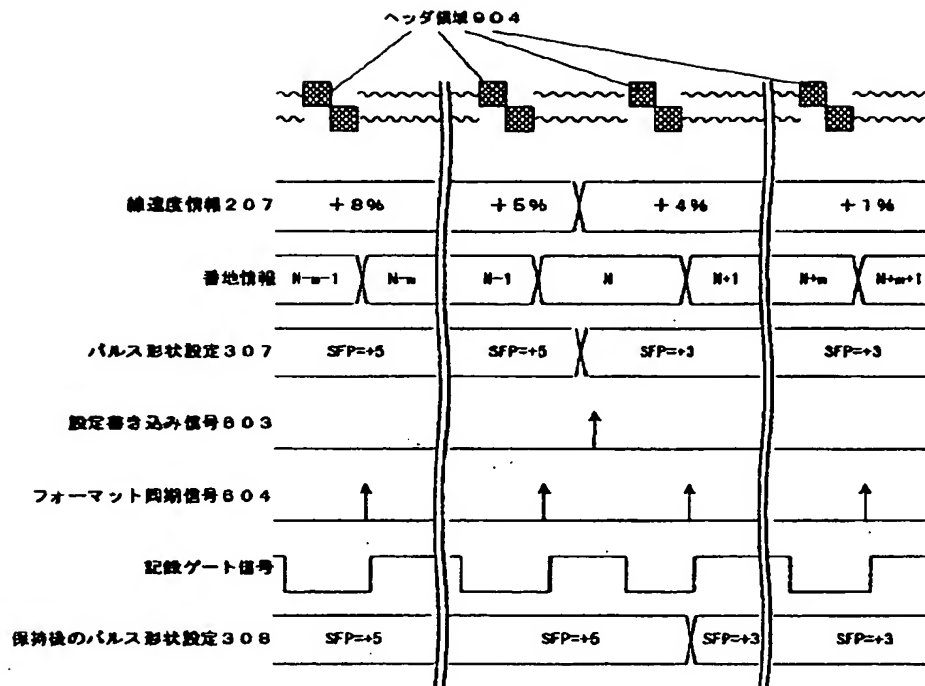 ヘッダ領域904
線速度情報207 +8% +5% +4% +1%
番地情報 N-m-1 N-m N-1 N N+1 N+m N+m+1
パルス形状設定307 SFP=+5 SFP=+5 SFP=+3 SFP=+3
設定書き込み信号603
フォーマット同期信号604
記録ゲート信号
保持後のパルス形状設定308 SFP=+5 SFP=+5 SFP=+3 SFP=+3